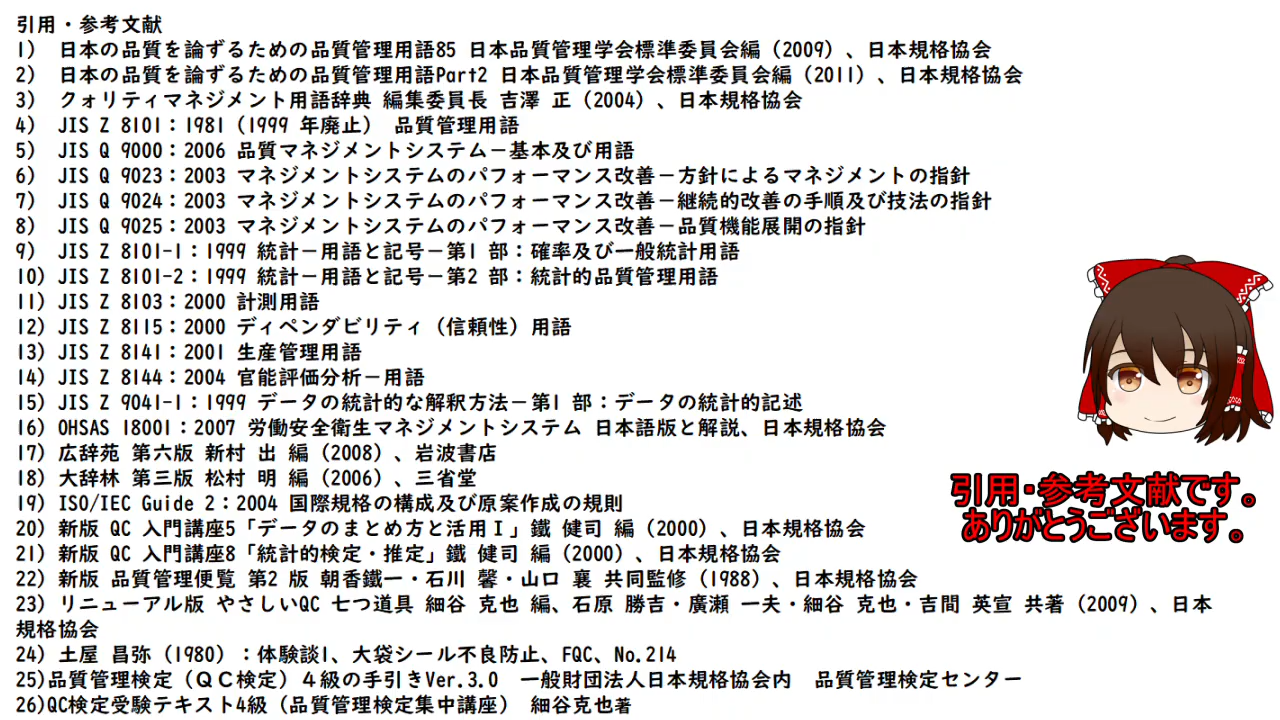 引用・参考文献
1） 日本の品質を論ずるための品質管理用語85 日本品質管理学会標準委員会編（2009）、日本規格協会
2） 日本の品質を論ずるための品質管理用語Part2 日本品質管理学会標準委員会編（2011）、日本規格協会
3） クォリティマネジメント用語辞典 編集委員長 吉澤 正（2004）、日本規格協会
4） JIS Z 8101：1981（1999 年廃止） 品質管理用語
5） JIS Q 9000：2006 品質マネジメントシステム－基本及び用語
6） JIS Q 9023：2003 マネジメントシステムのパフォーマンス改善－方針によるマネジメントの指針
7） JIS Q 9024：2003 マネジメントシステムのパフォーマンス改善－継続的改善の手順及び技法の指針
8） JIS Q 9025：2003 マネジメントシステムのパフォーマンス改善－品質機能展開の指針
9） JIS Z 8101-1：1999 統計－用語と記号－第1 部：確率及び一般統計用語
10) JIS Z 8101-2：1999 統計－用語と記号－第2 部：統計的品質管理用語
11) JIS Z 8103：2000 計測用語
12) JIS Z 8115：2000 ディペンダビリティ（信頼性）用語
13) JIS Z 8141：2001 生産管理用語
14) JIS Z 8144：2004 官能評価分析－用語
15) JIS Z 9041-1：1999 データの統計的な解釈方法－第1 部：データの統計的記述
16) OHSAS 18001：2007 労働安全衛生マネジメントシステム 日本語版と解説、日本規格協会
17) 広辞苑 第六版 新村 出 編（2008）、岩波書店
18) 大辞林 第三版 松村 明 編（2006）、三省堂
19) ISO/IEC Guide 2：2004 国際規格の構成及び原案作成の規則
20) 新版 QC 入門講座5「データのまとめ方と活用Ⅰ」鐵 健司 編（2000）、日本規格協会
21) 新版 QC 入門講座8「統計的検定・推定」鐵 健司 編（2000）、日本規格協会
22) 新版 品質管理便覧 第2 版 朝香鐵一・石川 馨・山口 襄 共同監修（1988）、日本規格協会
23) リニューアル版 やさしいQC 七つ道具 細谷 克也 編、石原 勝吉・廣瀬 一夫・細谷 克也・吉間 英宣 共著（2009）、日本
規格協会
24) 土屋 昌弥（1980）：体験談1、大袋シール不良防止、FQC、No.214
25)品質管理検定（ＱＣ検定）４級の手引きVer.3.0　一般財団法人日本規格協会内　品質管理検定センター
26)QC検定受験テキスト4級（品質管理検定集中講座）　細谷克也著
引用・参考文献です。
ありがとうございます。